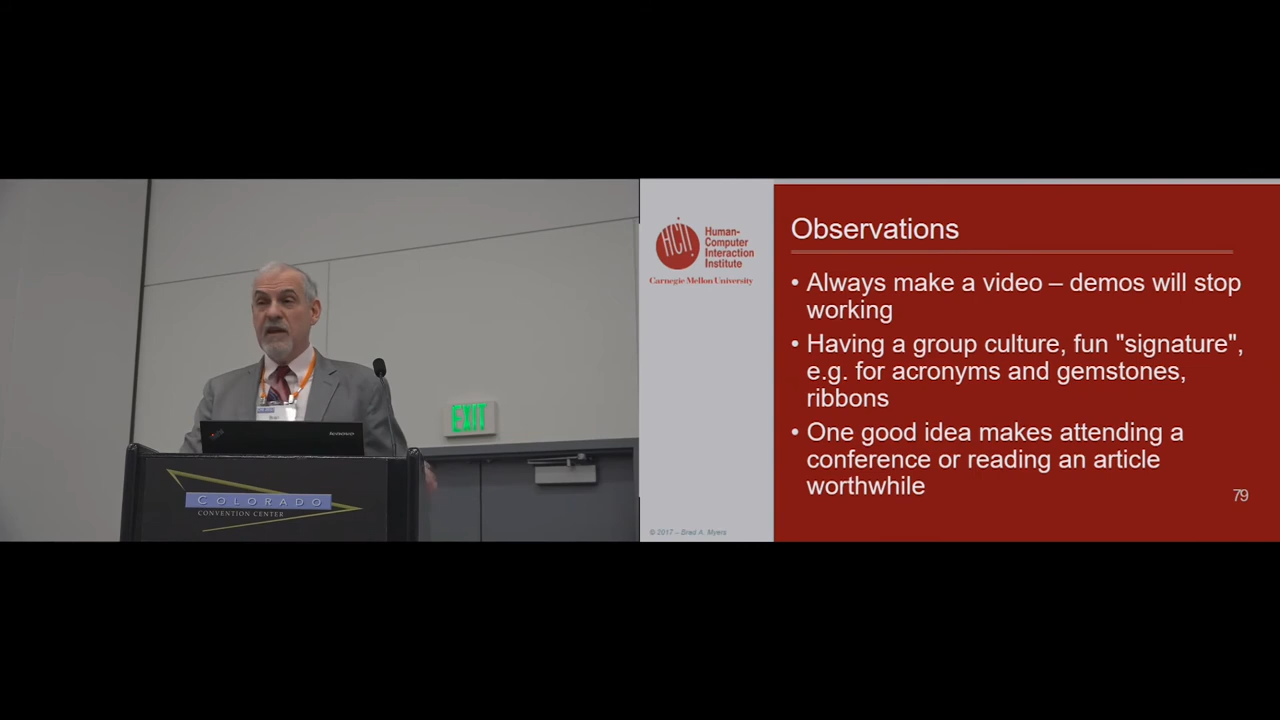 EXIT
lenovo
COLORADO
CONVENTION CENTER
HCII
Human-
Computer
Interaction
Institute
Carnegie Mellon University
© 2017 – Brad A. Myers
Observations
• Always make a video – demos will stop
working
• Having a group culture, fun "signature",
e.g. for acronyms and gemstones,
ribbons
• One good idea makes attending a
conference or reading an article
worthwhile
79